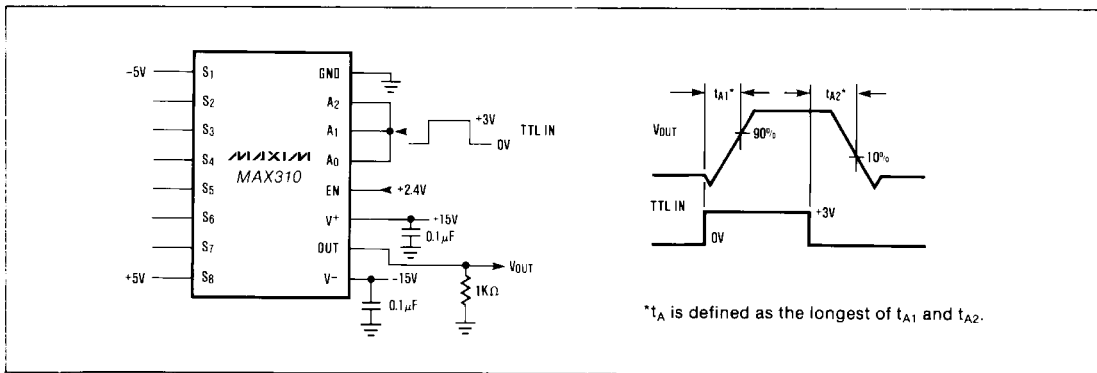 -5V
S1
S2
S3
S4
S5
S6
S7
+5V
S8
MAXIM
MAX310
GND
A2
A1
A0
EN
V+
OUT
V-
+3V
0V
TTL IN
+2.4V
+15V
0.1µF
VOUT
-15V
0.1µF
1KΩ
tA1*
tA2*
VOUT
90%
10%
TTL IN
+3V
0V
*tA is defined as the longest of tA1 and tA2.